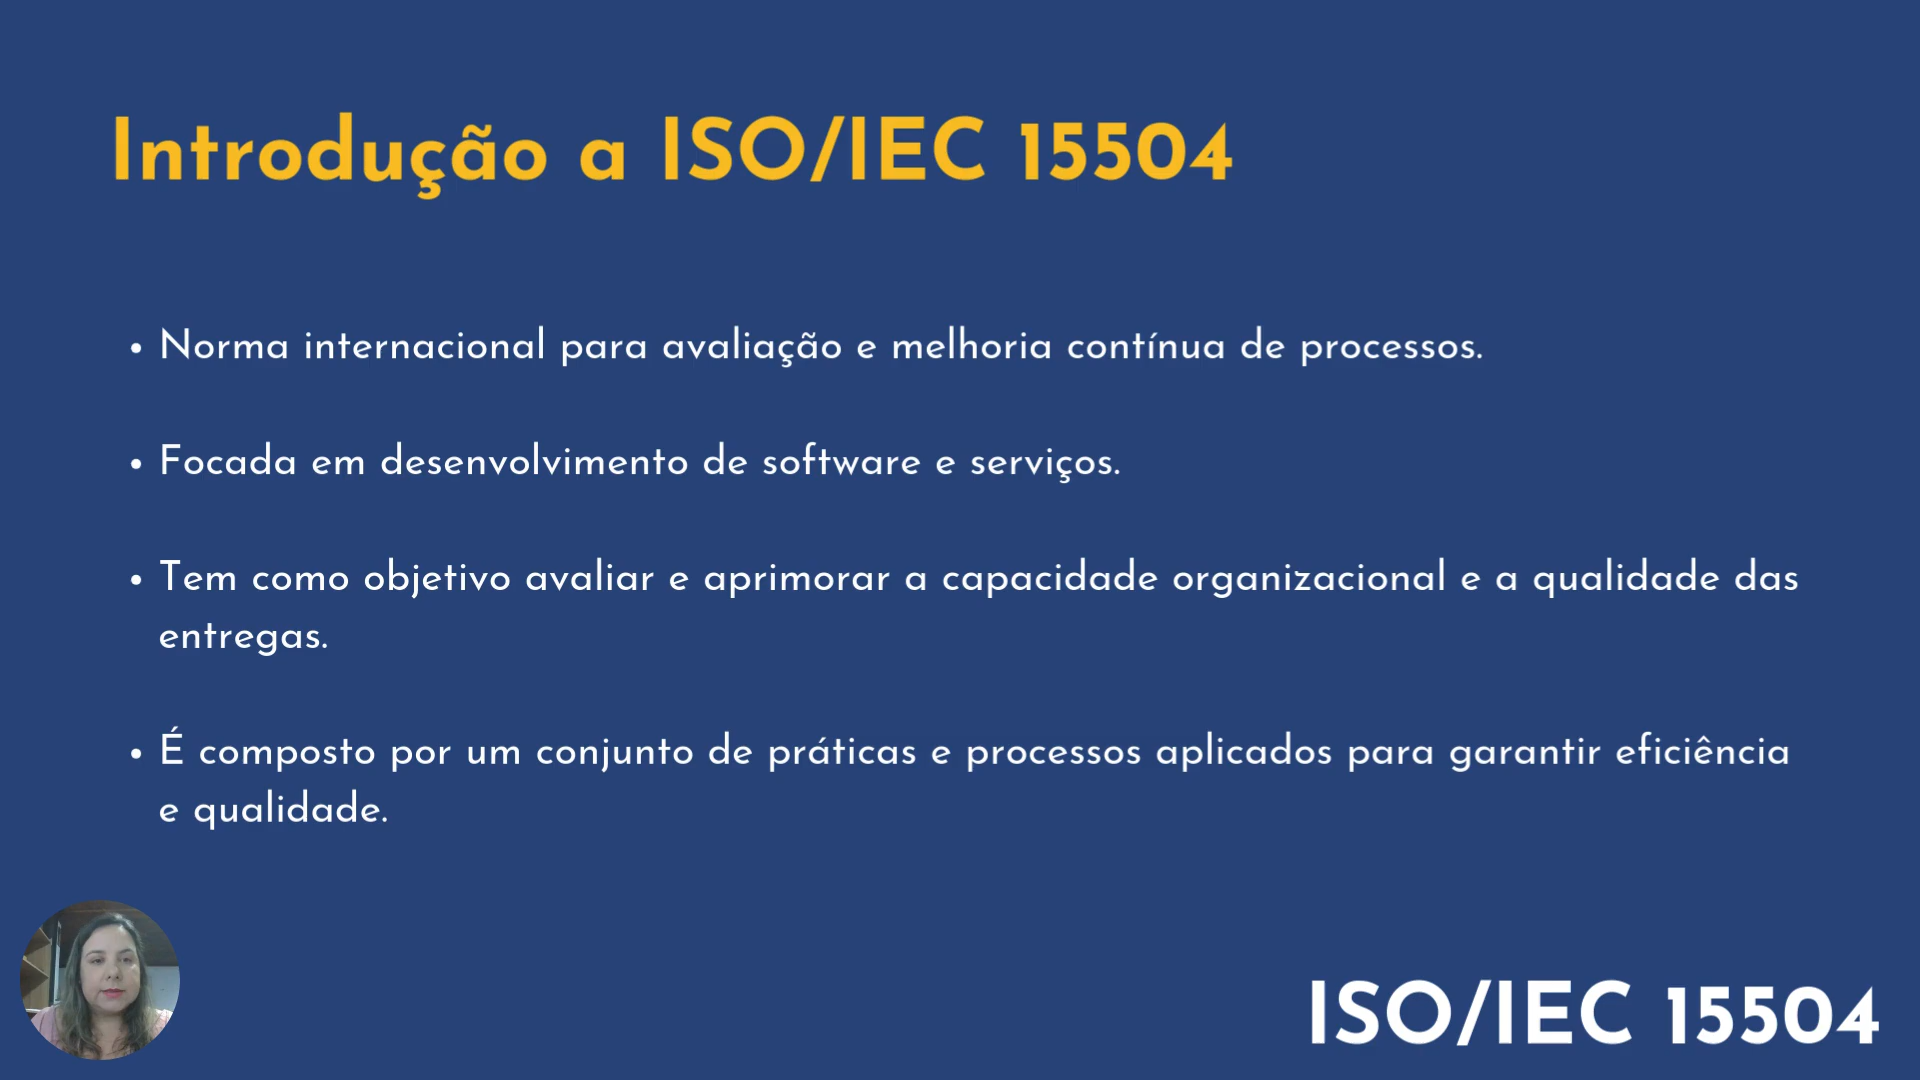 Introdução a ISO/IEC 15504
• Norma internacional para avaliação e melhoria contínua de processos.
• Focada em desenvolvimento de software e serviços.
• Tem como objetivo avaliar e aprimorar a capacidade organizacional e a qualidade das
entregas.
• É composto por um conjunto de práticas e processos aplicados para garantir eficiência
e qualidade.
ISO/IEC 15504